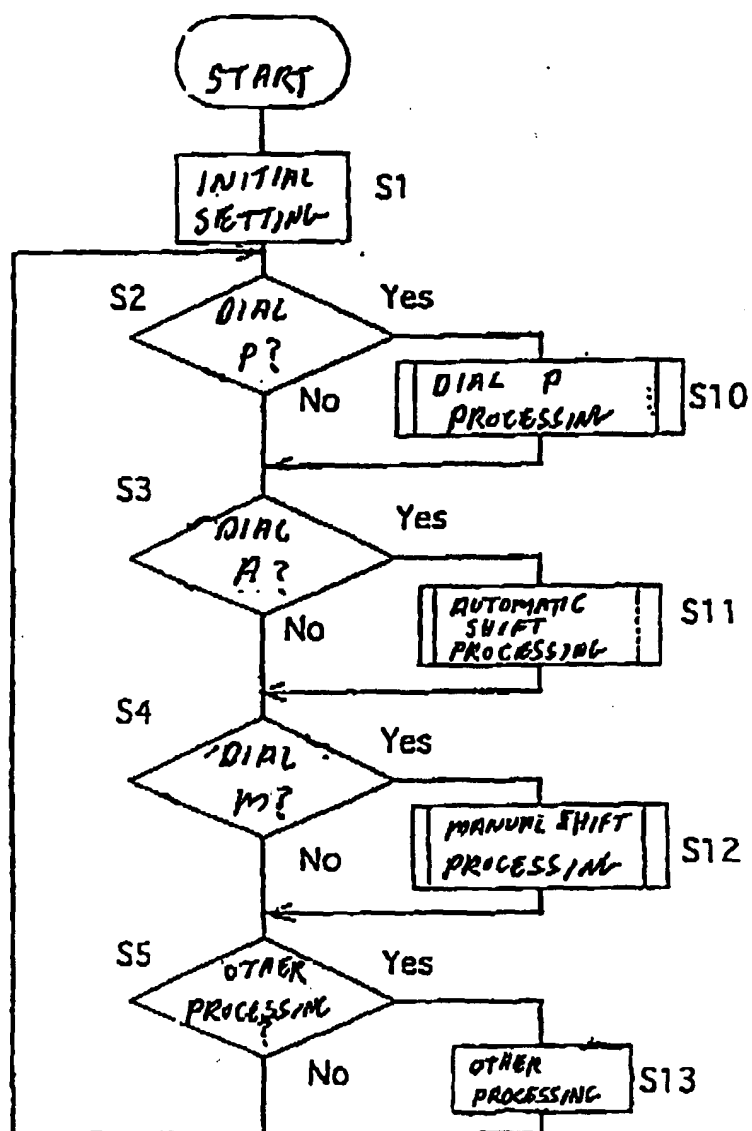 START
INITIAL
SETTING
S1
S2
DIAL
P?
Yes
No
DIAL P
PROCESSING
S10
S3
DIAL
A?
Yes
No
AUTOMATIC
SHIFT
PROCESSING
S11
S4
DIAL
M?
Yes
No
MANUAL SHIFT
PROCESSING
S12
S5
OTHER
PROCESSING
?
Yes
No
OTHER
PROCESSING
S13